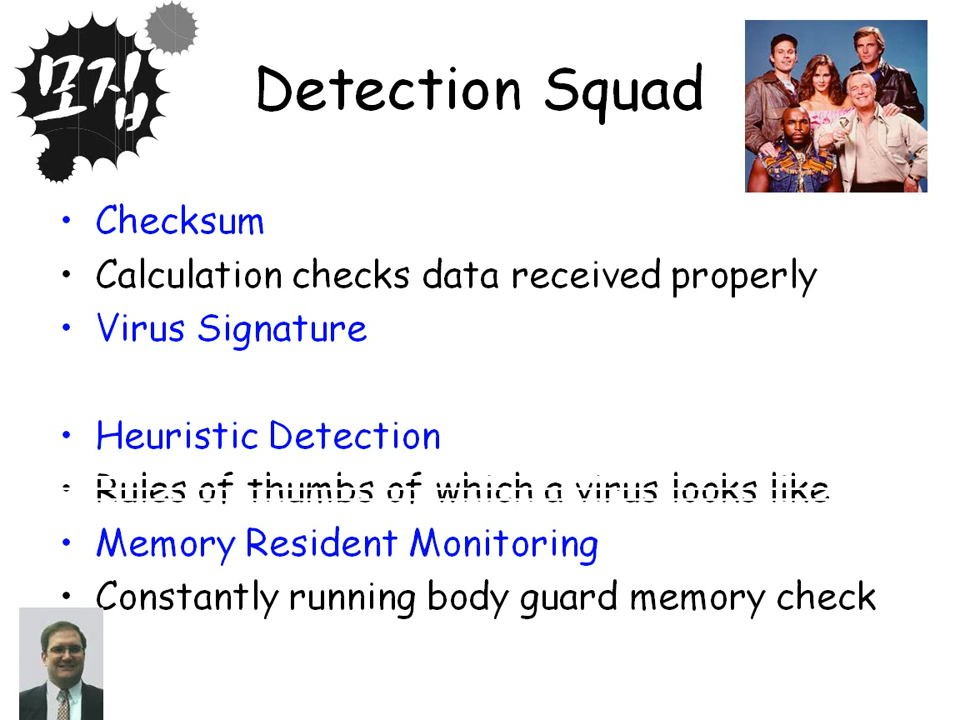 모집
Detection Squad
• Checksum
• Calculation checks data received properly
• Virus Signature
• Heuristic Detection
• Rules of thumbs of which a virus looks like
• Memory Resident Monitoring
• Constantly running body guard memory check